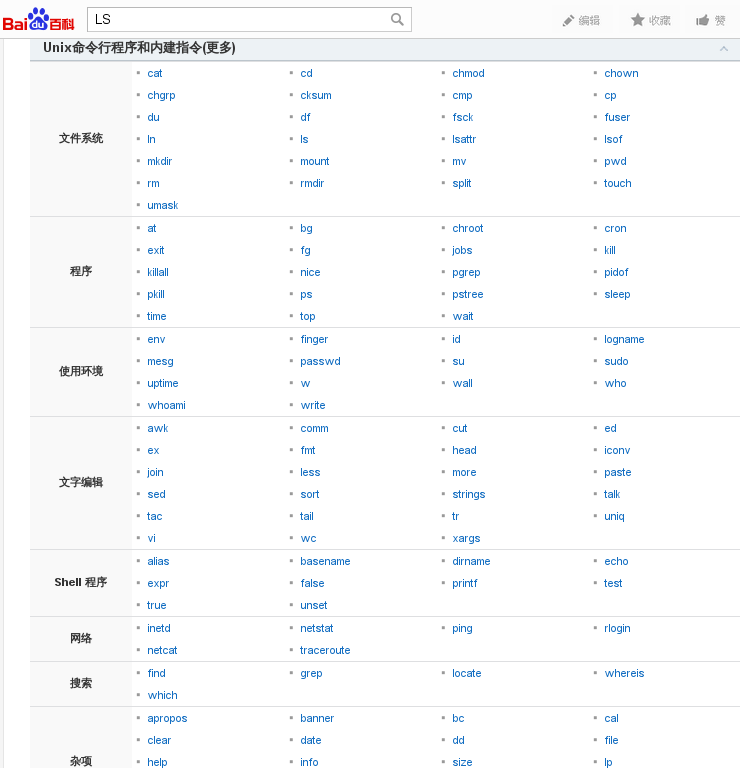 Bai du 百科 LS 编辑 收藏 赞
Unix命令行程序和内建指令(更多)
文件系统
cat cd chmod chown
chgrp cksum cmp cp
du df fsck fuser
ln ls lsattr lsof
mkdir mount mv pwd
rm rmdir split touch
umask
程序
at bg chroot cron
exit fg jobs kill
killall nice pgrep pidof
pkill ps pstree sleep
time top wait
使用环境
env finger id logname
mesg passwd su sudo
uptime w wall who
whoami write
文字编辑
awk comm cut ed
ex fmt head iconv
join less more paste
sed sort strings talk
tac tail tr uniq
vi wc xargs
Shell 程序
alias basename dirname echo
expr false printf test
true unset
网络
inetd netstat ping rlogin
netcat traceroute
搜索
find grep locate whereis
which
杂项
apropos banner bc cal
clear date dd file
help info size lp